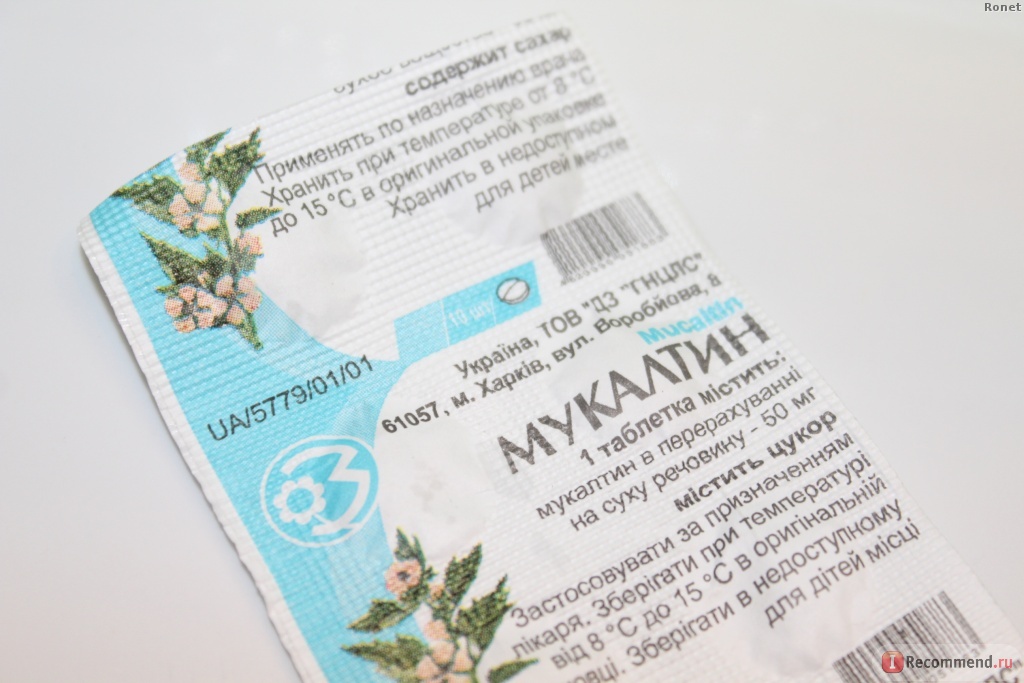 Ronet
сухое
содержит сахар
Применять по назначению врача
Хранить при температуре от 8 °С
до 15 °С в оригинальной упаковке
Хранить в недоступном
для детей месте
10 шт
UA/5779/01/01
Україна, ТОВ "ДЗ "ГНЦЛС"
61057, м. Харків, вул. Воробйова, 8
Mucaltin
МУКАЛТИН
1 таблетка містить:
мукалтин в перерахуванні
на суху речовину - 50 мг
містить цукор
Застосовувати за призначенням
лікаря. Зберігати при температурі
від 8 °С до 15 °С в оригінальній
овці. Зберігати в недоступному
для дітей місці
IRecommend.ru